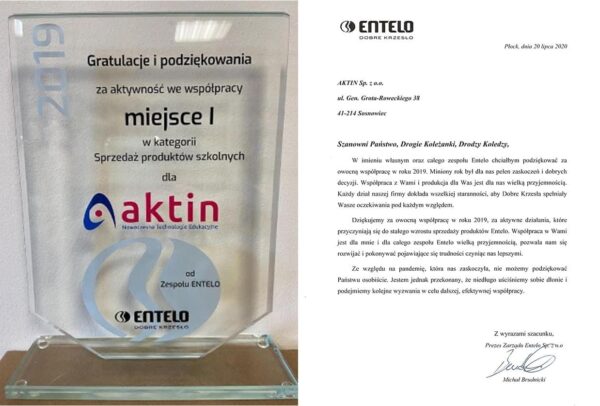 2019
Gratulacje i podziękowania
za aktywność we współpracy
miejsce I
w kategorii
Sprzedaż produktów szkolnych
dla
aktin
Nowoczesne Technologie Edukacyjne
od
Zespołu ENTELO
ENTELO
DOBRE KRZESŁO
ENTELO
DOBRE KRZESŁO
Płock, dnia 20 lipca 2020
AKTIN Sp. z o.o.
ul. Gen. Grota-Roweckiego 38
41-214 Sosnowiec
Szanowni Państwo, Drogie Koleżanki, Drodzy Koledzy,
W imieniu własnym oraz całego zespołu Entelo chciałbym podziękować za
owocną współpracę w roku 2019. Miniony rok był dla nas pełen zaskoczeń i dobrych
decyzji. Współpraca z Wami i produkcja dla Was jest dla nas wielką przyjemnością.
Każdy dział naszej firmy dokłada wszelkiej staranności, aby Dobre Krzesła spełniały
Wasze oczekiwania pod każdym względem.
Dziękujemy za owocną współpracę w roku 2019, za aktywne działania, które
przyczyniają się do stałego wzrostu sprzedaży produktów Entelo. Współpraca w Wami
jest dla mnie i dla całego zespołu Entelo wielką przyjemnością, pozwala nam się
rozwijać i pokonywać pojawiające się trudności czyniąc nas lepszymi.
Ze względu na pandemię, która nas zaskoczyła, nie możemy podziękować
Państwu osobiście. Jestem jednak przekonany, że niedługo uściśniemy sobie dłonie i
podejmiemy kolejne wyzwania w celu dalszej, efektywnej współpracy.
Z wyrazami szacunku,
Prezes Zarządu Entelo Sp. z o.o
Michał Brudnicki